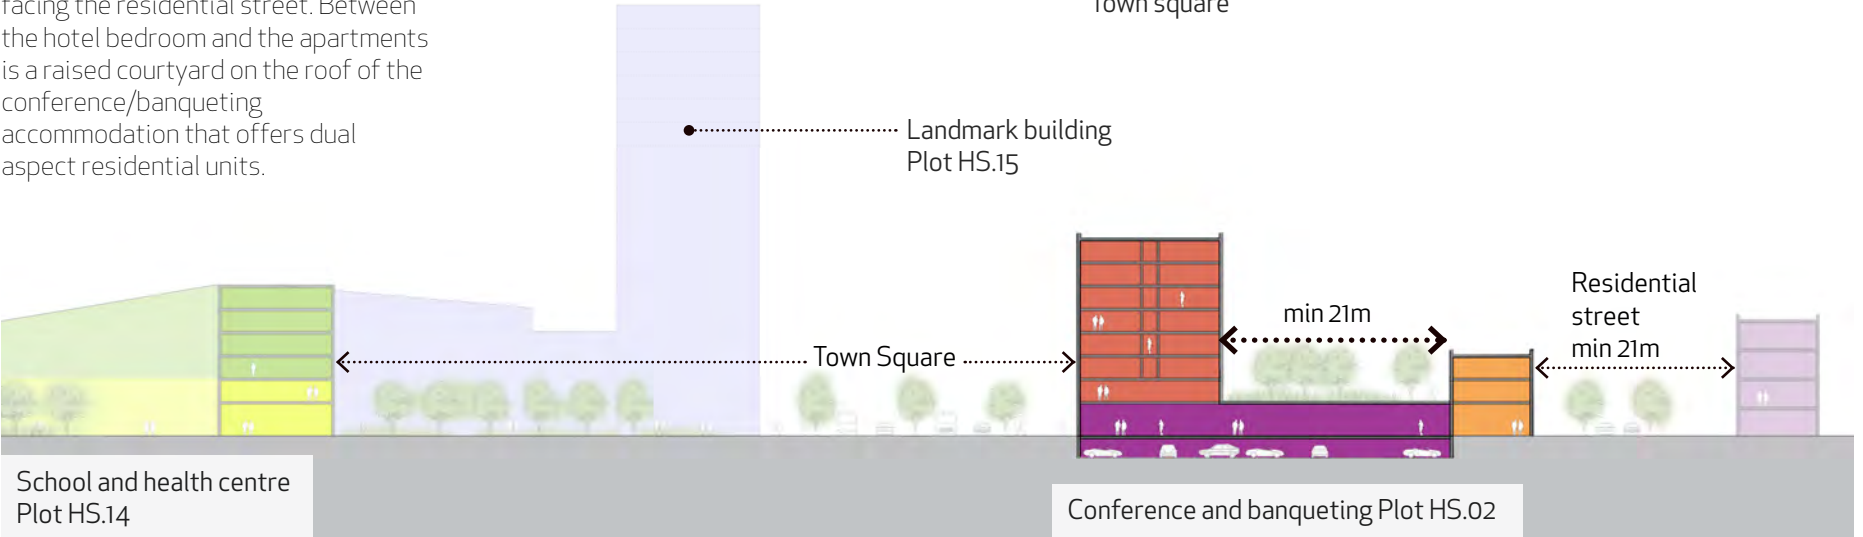 facing the residential street. Between
the hotel bedroom and the apartments
is a raised courtyard on the roof of the
conference/banqueting
accommodation that offers dual
aspect residential units.
Town square
Landmark building
Plot HS.15
Residential
street
min 21m
min 21m
Town Square
School and health centre
Plot HS.14
Conference and banqueting Plot HS.02